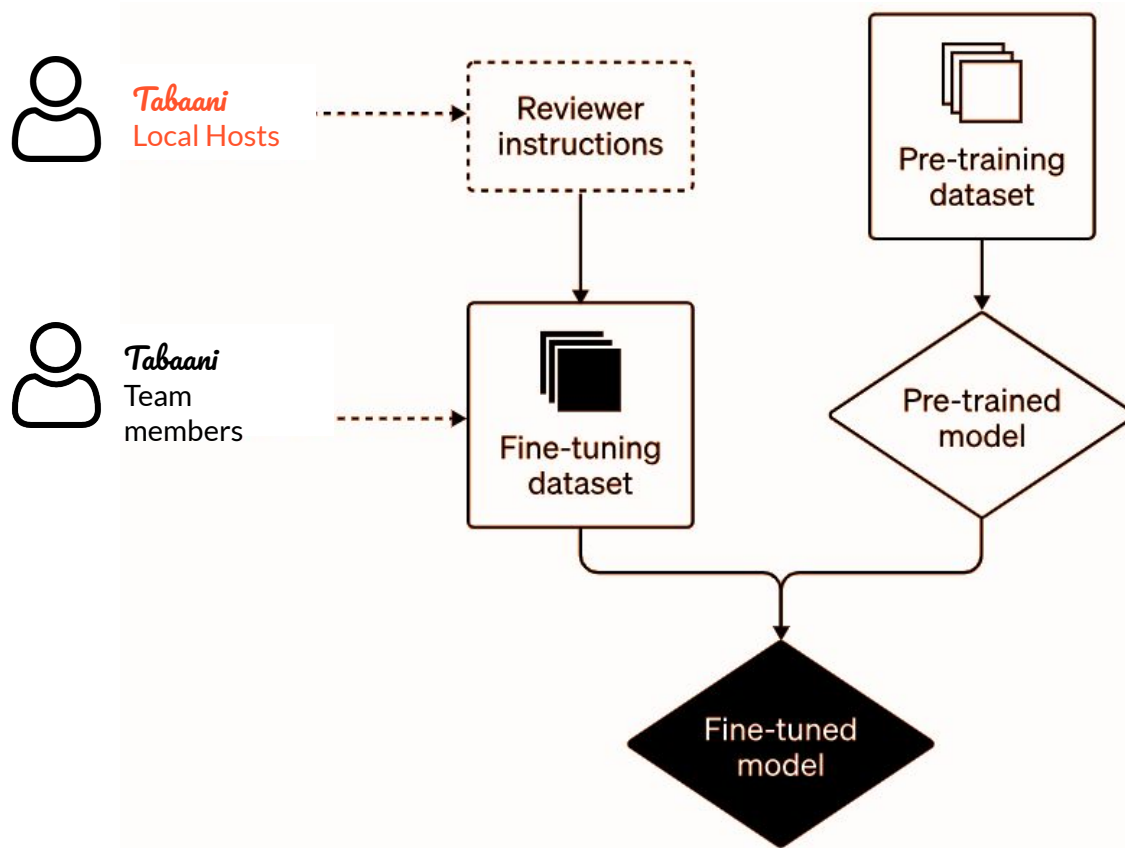 Tabaani
Local Hosts
Reviewer
instructions
Pre-training
dataset
Tabaani
Team
members
Fine-tuning
dataset
Pre-trained
model
Fine-tuned
model